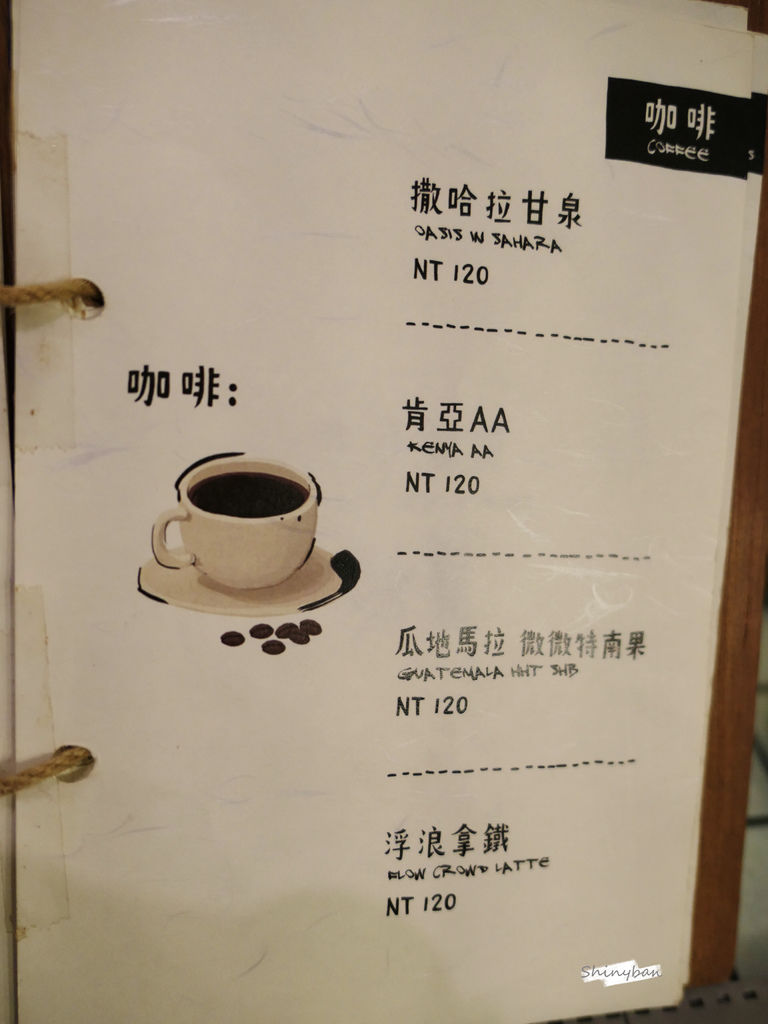 咖啡
COFFEE
撒哈拉甘泉
OASIS IN SAHARA
NT 120
咖啡:
肯亞AA
KENYA AA
NT 120
瓜地馬拉 微微特南果
GUATEMALA HHT SHB
NT 120
浮浪拿鐵
FLOW CROWD LATTE
NT 120
Shinyban